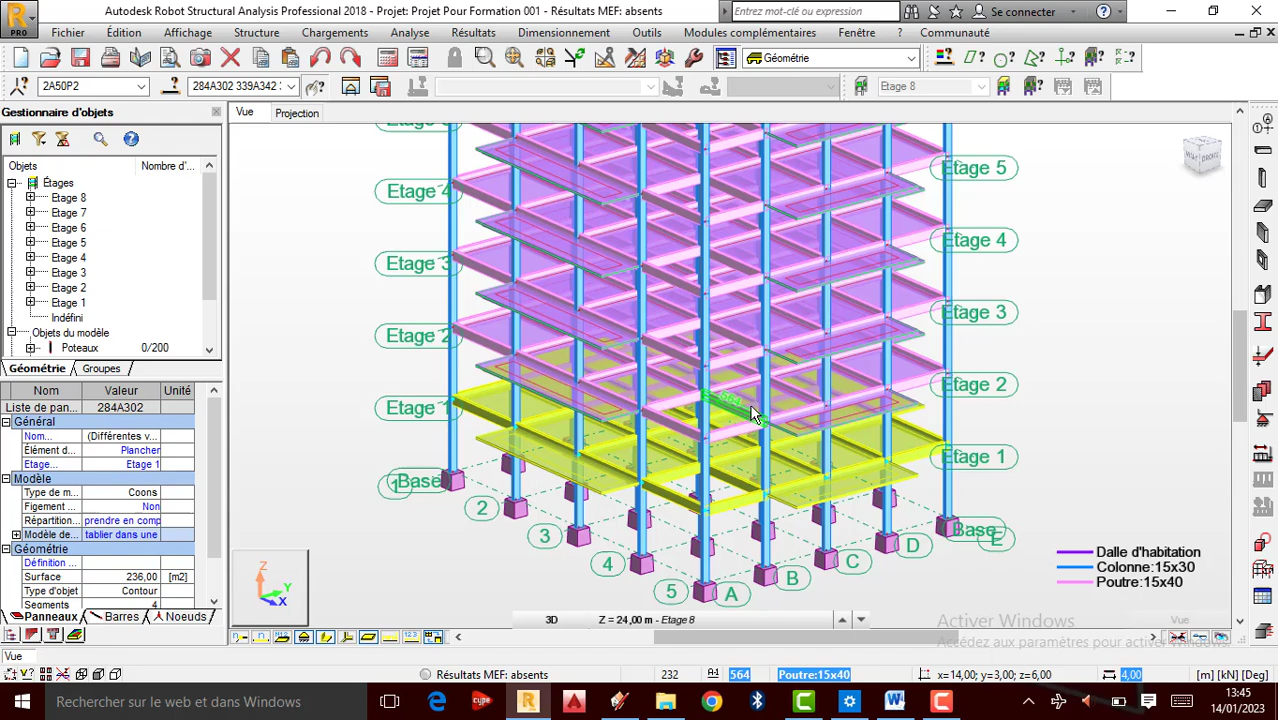 PRO
Autodesk Robot Structural Analysis Professional 2018 - Projet: Projet Pour Formation 001 - Résultats MEF: absents
Entrez mot-clé ou expression
Se connecter
Fichier Édition Affichage Structure Chargements Analyse Résultats Dimensionnement Outils Modules complémentaires Fenêtre ? Communauté
Géométrie
2A50P2
284A302 339A342
Etage 8
Gestionnaire d'objets
Vue Projection
Objets Nombre d'...
Étages
Etage 8
Etage 7
Etage 6
Etage 5
Etage 4
Etage 3
Etage 2
Etage 1
Indéfini
Objets du modèle
Poteaux 0/200
Géométrie Groupes
Nom Valeur Unité
Liste de pan... 284A302
Général
Nom... (Différentes v...
Élément d... Plancher
Etage... Etage 1
Modèle
Type de m... Coons
Figement ... Non
Répartition... prendre en comp
Modèle de... tablier dans une
Géométrie
Définition ...
Surface 236,00 [m2]
Type d'objet Contour
Segments 4
Panneaux Barres Noeuds
Etage 5
Etage 4 Etage 4
Etage 3 Etage 3
Etage 2 Etage 2
Etage 1 Etage 1
564
Base Base
1 2 3 4 5
A B C D E
Dalle d'habitation
Colonne:15x30
Poutre:15x40
Z
Y
X
3D Z = 24,00 m - Etage 8
Vue
Activer Windows
Accédez aux paramètres pour activer Windows.
Vue
Résultats MEF: absents 232 564 Poutre:15x40 x=14,00; y=3,00; z=6,00 4,00 [m] [kN] [Deg]
Rechercher sur le web et dans Windows
13:45
14/01/2023